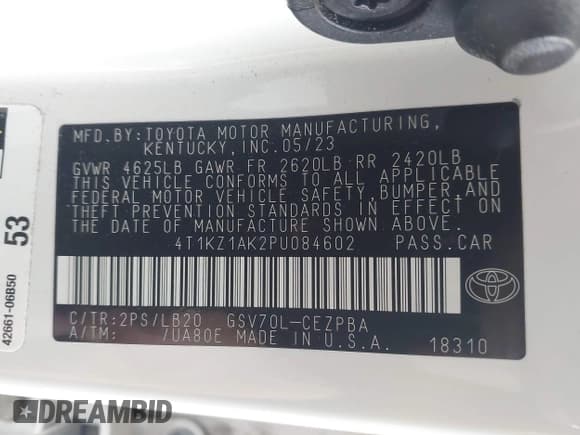 MFD.BY:TOYOTA MOTOR MANUFACTURING,
KENTUCKY,INC.05/23
GVWR 4625LB GAWR FR 2620LB RR 2420LB
THIS VEHICLE CONFORMS TO ALL APPLICABLE
FEDERAL MOTOR VEHICLE SAFETY,BUMPER,AND
THEFT PREVENTION STANDARDS IN EFFECT ON
THE DATE OF MANUFACTURE SHOWN ABOVE.
4T1KZ1AK2PU084602 PASS.CAR
C/TR:2PS/LB20 GSV70L-CEZPBA
A/TM: /UA80E MADE IN U.S.A. 18310
53
42661-06B50
DREAMBID